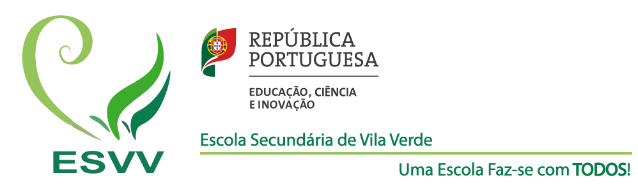 ESVV
REPÚBLICA
PORTUGUESA
EDUCAÇÃO, CIÊNCIA
E INOVAÇÃO
Escola Secundária de Vila Verde
Uma Escola Faz-se com TODOS!